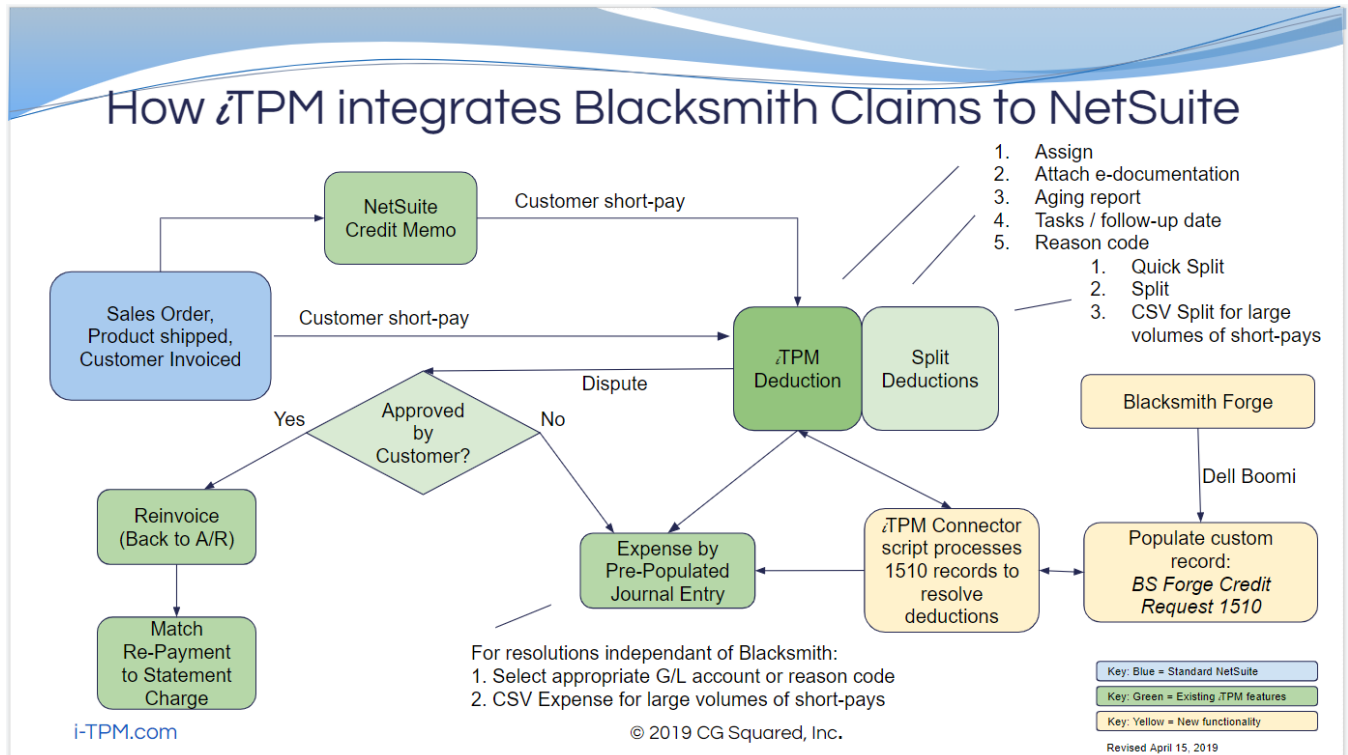 How iTPM integrates Blacksmith Claims to NetSuite
1. Assign
2. Attach e-documentation
3. Aging report
4. Tasks / follow-up date
5. Reason code
1. Quick Split
2. Split
3. CSV Split for large
volumes of short-pays
NetSuite
Credit Memo
Customer short-pay
Sales Order,
Product shipped,
Customer Invoiced
Customer short-pay
iTPM
Deduction
Split
Deductions
Dispute
Approved
by
Customer?
Yes
No
Blacksmith Forge
Dell Boomi
Reinvoice
(Back to A/R)
Expense by
Pre-Populated
Journal Entry
iTPM Connector
script processes
1510 records to
resolve
deductions
Populate custom
record:
BS Forge Credit
Request 1510
Match
Re-Payment
to Statement
Charge
For resolutions independant of Blacksmith:
1. Select appropriate G/L account or reason code
2. CSV Expense for large volumes of short-pays
Key: Blue = Standard NetSuite
Key: Green = Existing iTPM features
Key: Yellow = New functionality
i-TPM.com
© 2019 CG Squared, Inc.
Revised April 15, 2019